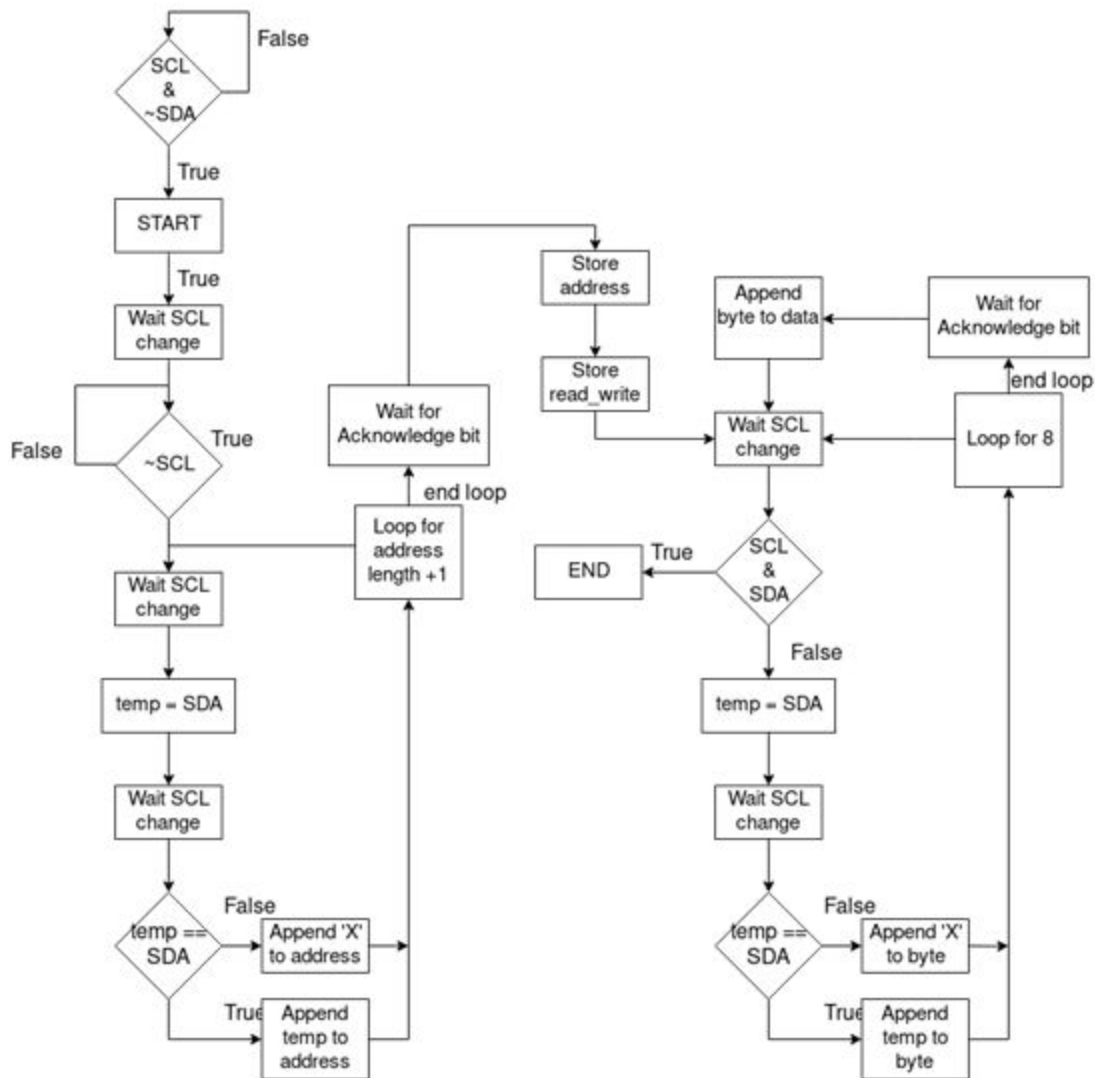 False
SCL
&
~SDA
True
START
True
Wait SCL
change
False
True
~SCL
Wait SCL
change
temp = SDA
Wait SCL
change
temp ==
SDA
False
Append 'X'
to address
True
Append
temp to
address
Loop for
address
length +1
end loop
Wait for
Acknowledge bit
Store
address
Store
read_write
Append
byte to data
Wait for
Acknowledge bit
end loop
Loop for 8
Wait SCL
change
SCL
&
SDA
True
END
False
temp = SDA
Wait SCL
change
temp ==
SDA
False
Append 'X'
to byte
True
Append
temp to
byte